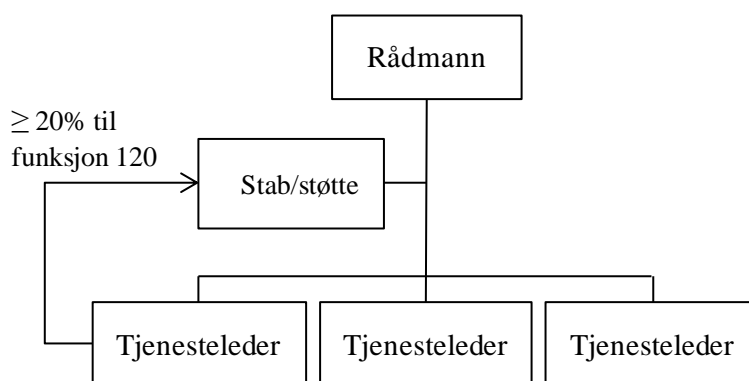 Rådmann
≥ 20% til
funksjon 120
Stab/støtte
Tjenesteleder
Tjenesteleder
Tjenesteleder